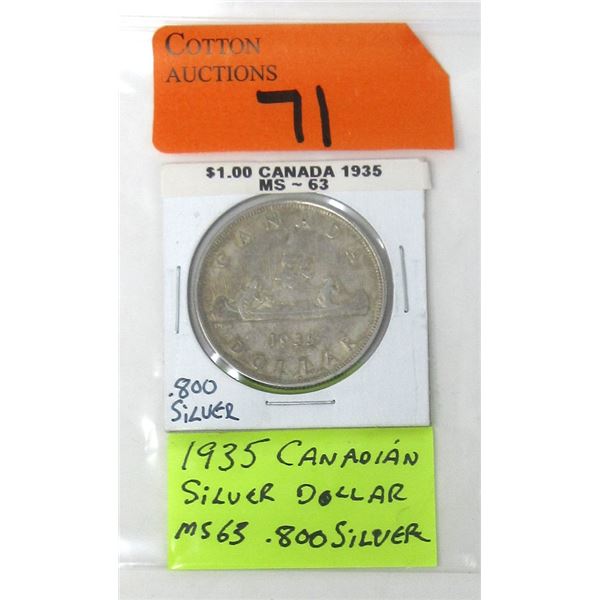 COTTON
AUCTIONS
71
$1.00 CANADA 1935
MS ~ 63
CANADA
1935
DOLLAR
.800
SILVER
1935 CANADIAN
SILVER DOLLAR
MS63 .800 SILVER